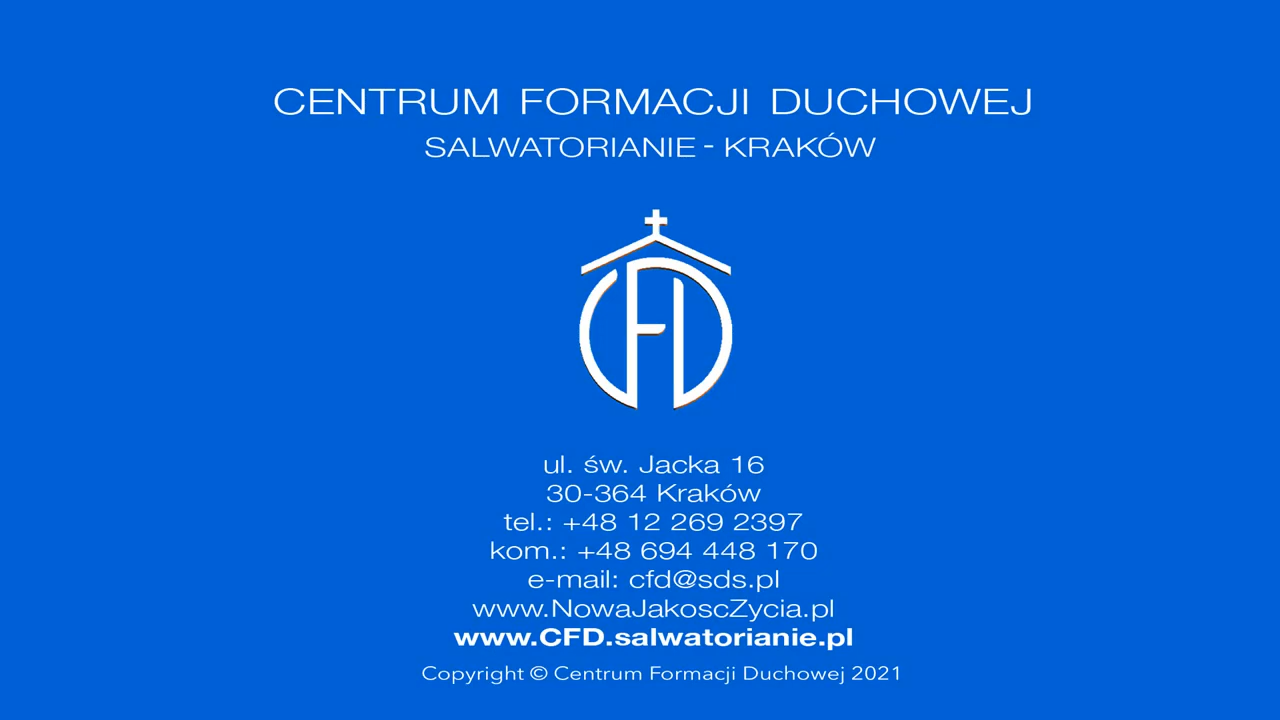 CENTRUM FORMACJI DUCHOWEJ
SALWATORIANIE - KRAKÓW
CFD
ul. św. Jacka 16
30-364 Kraków
tel.: +48 12 269 2397
kom.: +48 694 448 170
e-mail: cfd@sds.pl
www.NowaJakoscZycia.pl
www.CFD.salwatorianie.pl
Copyright © Centrum Formacji Duchowej 2021